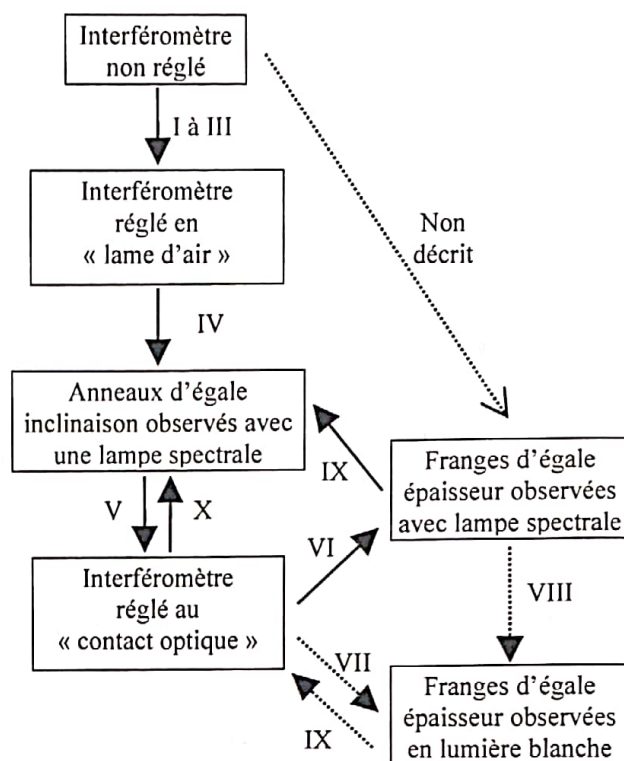 Interféromètre
non réglé
I à III
Interféromètre
réglé en
« lame d'air »
Non
décrit
IV
Anneaux d'égale
inclinaison observés avec
une lampe spectrale
IX
Franges d'égale
épaisseur observées
avec lampe spectrale
V
X
VI
Interféromètre
réglé au
« contact optique »
VIII
VII
IX
Franges d'égale
épaisseur observées
en lumière blanche